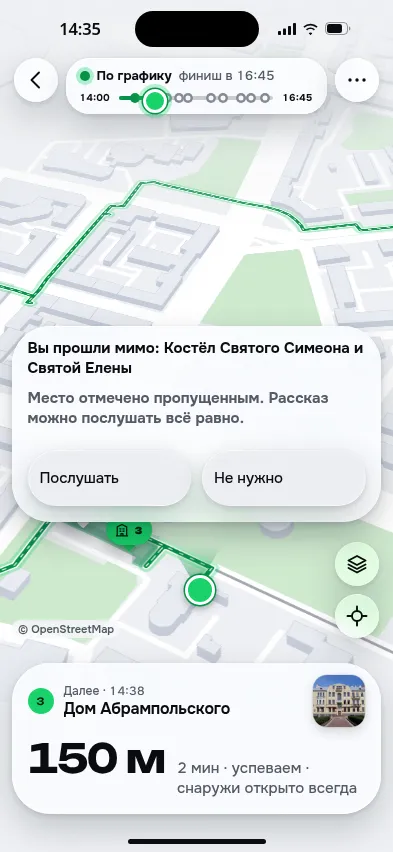 14:35
По графику финиш в 16:45
14:00 16:45
Вы прошли мимо: Костёл Святого Симеона и
Святой Елены
Место отмечено пропущенным. Рассказ
можно послушать всё равно.
Послушать Не нужно
3
© OpenStreetMap
3 Далее · 14:38
Дом Абрампольского
150 м 2 мин · успеваем ·
снаружи открыто всегда